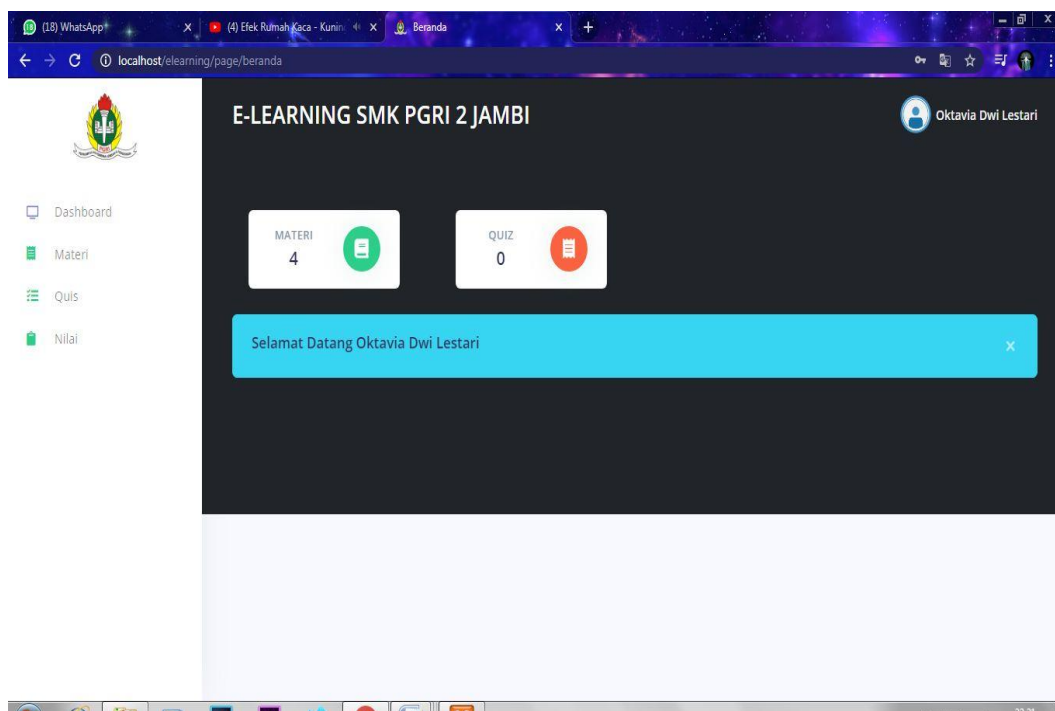 (18) WhatsApp
(4) Efek Rumah Kaca - Kunin
Beranda
localhost/elearning/page/beranda
E-LEARNING SMK PGRI 2 JAMBI
Oktavia Dwi Lestari
PGRI
Dashboard
Materi
Quis
Nilai
MATERI
4
QUIZ
0
Selamat Datang Oktavia Dwi Lestari